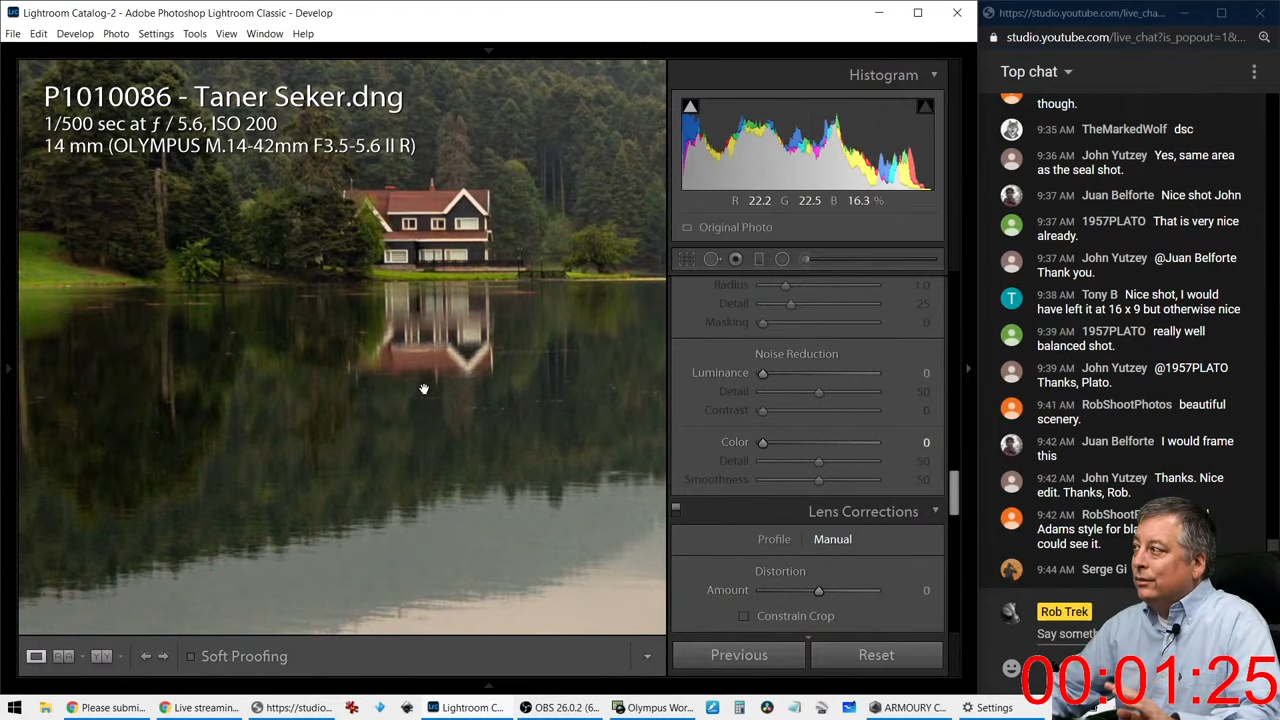 Lightroom Catalog-2 - Adobe Photoshop Lightroom Classic - Develop
https://studio.youtube.com/live_cha...
File Edit Develop Photo Settings Tools View Window Help
studio.youtube.com/live_chat?is_popout=1&...
P1010086 - Taner Seker.dng
1/500 sec at ƒ / 5.6, ISO 200
14 mm (OLYMPUS M.14-42mm F3.5-5.6 II R)
Histogram
R 22.2 G 22.5 B 16.3 %
Original Photo
Radius 1.0
Detail 25
Masking 0
Noise Reduction
Luminance 0
Detail 50
Contrast 0
Color 0
Detail 50
Smoothness 50
Lens Corrections
Profile Manual
Distortion
Amount 0
Constrain Crop
Previous Reset
Soft Proofing
Top chat
though.
9:35 AM TheMarkedWolf dsc
9:36 AM John Yutzey Yes, same area
as the seal shot.
9:37 AM Juan Belforte Nice shot John
9:37 AM 1957PLATO That is very nice
already.
9:37 AM John Yutzey @Juan Belforte
Thank you.
9:38 AM Tony B Nice shot, I would
have left it at 16 x 9 but otherwise nice
9:39 AM 1957PLATO really well
balanced shot.
9:39 AM John Yutzey @1957PLATO
Thanks, Plato.
9:41 AM RobShootPhotos beautiful
scenery.
9:42 AM Juan Belforte I would frame
this
9:42 AM John Yutzey Thanks. Nice
edit. Thanks, Rob.
9:42 AM RobShootP
Adams style for bla
could see it.
9:44 AM Serge Gi
Rob Trek
Say someth
00:01:25
Please submi...
Live streamin...
https://studio...
Lightroom C...
OBS 26.0.2 (6...
Olympus Wor...
ARMOURY C...
Settings